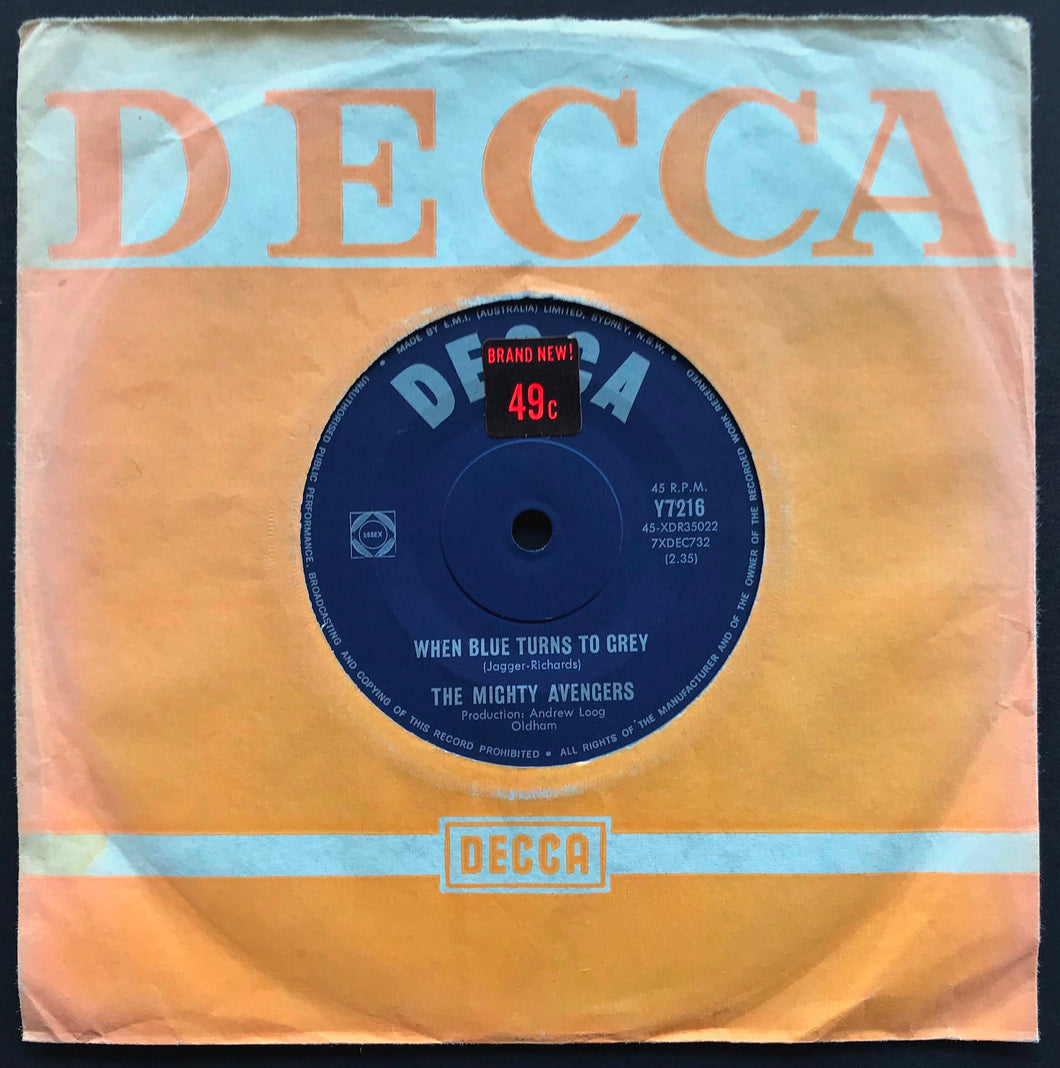 DECCA
MADE BY E.M.I. (AUSTRALIA) LIMITED, SYDNEY, N.S.W. •
DECCA
BRAND NEW!
49c
45 R.P.M.
Y7216
45-XDR35022
7XDEC732
(2.35)
ESSEX
WHEN BLUE TURNS TO GREY
(Jagger-Richards)
THE MIGHTY AVENGERS
Production: Andrew Loog
Oldham
UNAUTHORISED PUBLIC PERFORMANCE, BROADCASTING AND COPYING OF THIS RECORD PROHIBITED • ALL RIGHTS OF THE MANUFACTURER AND OF THE OWNER OF THE RECORDED WORK RESERVED •
DECCA